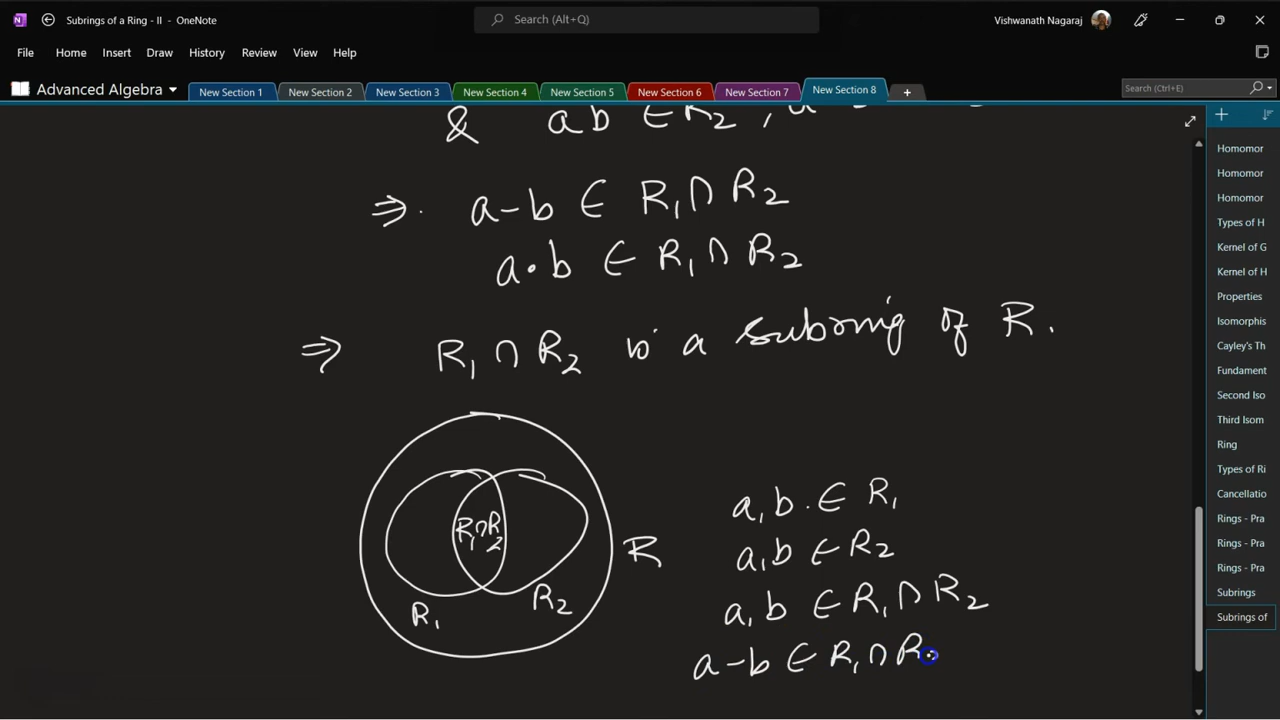 Subrings of a Ring - II - OneNote
Search (Alt+Q)
Vishwanath Nagaraj
File Home Insert Draw History Review View Help
Advanced Algebra
New Section 1 New Section 2 New Section 3 New Section 4 New Section 5 New Section 6 New Section 7 New Section 8 +
Search (Ctrl+E)
& ab ∈ R₂,
⇒ a-b ∈ R₁∩R₂
a•b ∈ R₁∩R₂
⇒ R₁∩R₂ is a subring of R.
R₁∩R₂
R
R₁
R₂
a,b ∈ R₁
a,b ∈ R₂
a,b ∈ R₁∩R₂
a-b ∈ R₁∩R
Homomor
Homomor
Homomor
Types of H
Kernel of G
Kernel of H
Properties
Isomorphis
Cayley's Th
Fundament
Second Iso
Third Isom
Ring
Types of Ri
Cancellatio
Rings - Pra
Rings - Pra
Rings - Pra
Subrings
Subrings of